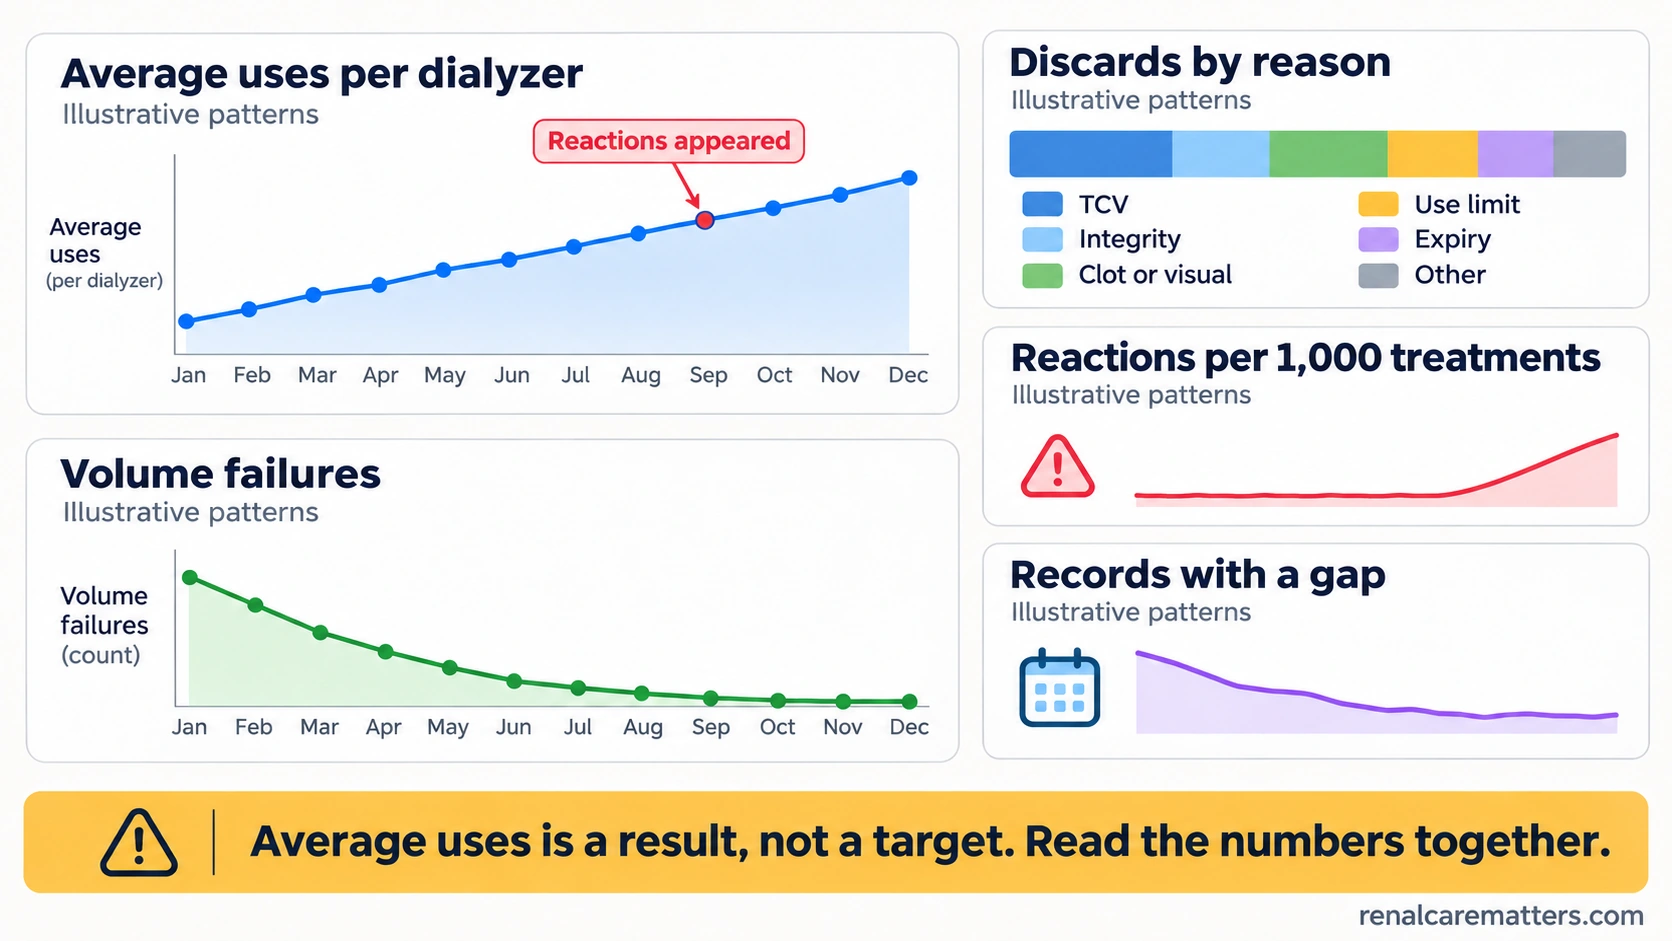 Average uses per dialyzer
Illustrative patterns
Reactions appeared
Average
uses
(per dialyzer)
Jan Feb Mar Apr May Jun Jul Aug Sep Oct Nov Dec
Volume failures
Illustrative patterns
Volume
failures
(count)
Jan Feb Mar Apr May Jun Jul Aug Sep Oct Nov Dec
Discards by reason
Illustrative patterns
TCV
Use limit
Integrity
Expiry
Clot or visual
Other
Reactions per 1,000 treatments
Illustrative patterns
Records with a gap
Illustrative patterns
Average uses is a result, not a target. Read the numbers together.
renalcarematters.com